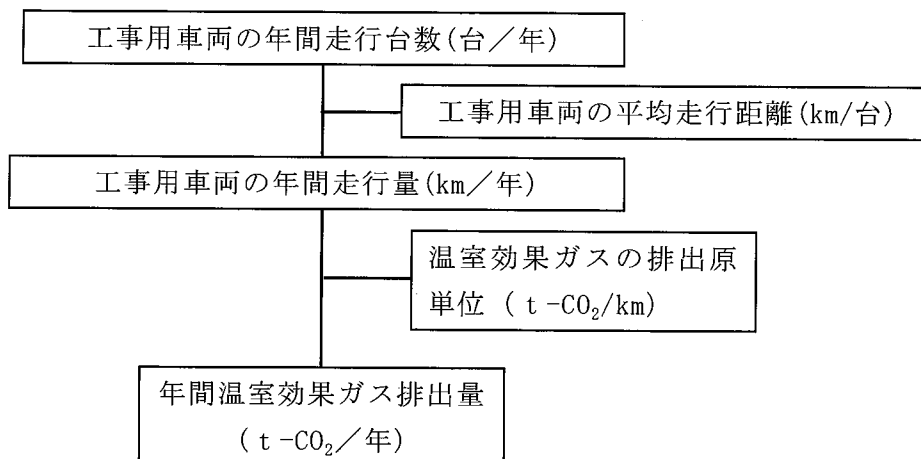 工事用車両の年間走行台数(台／年)
工事用車両の平均走行距離(km/台)
工事用車両の年間走行量(km／年)
温室効果ガスの排出原
単位 ( t-CO₂/km)
年間温室効果ガス排出量
( t-CO₂／年)